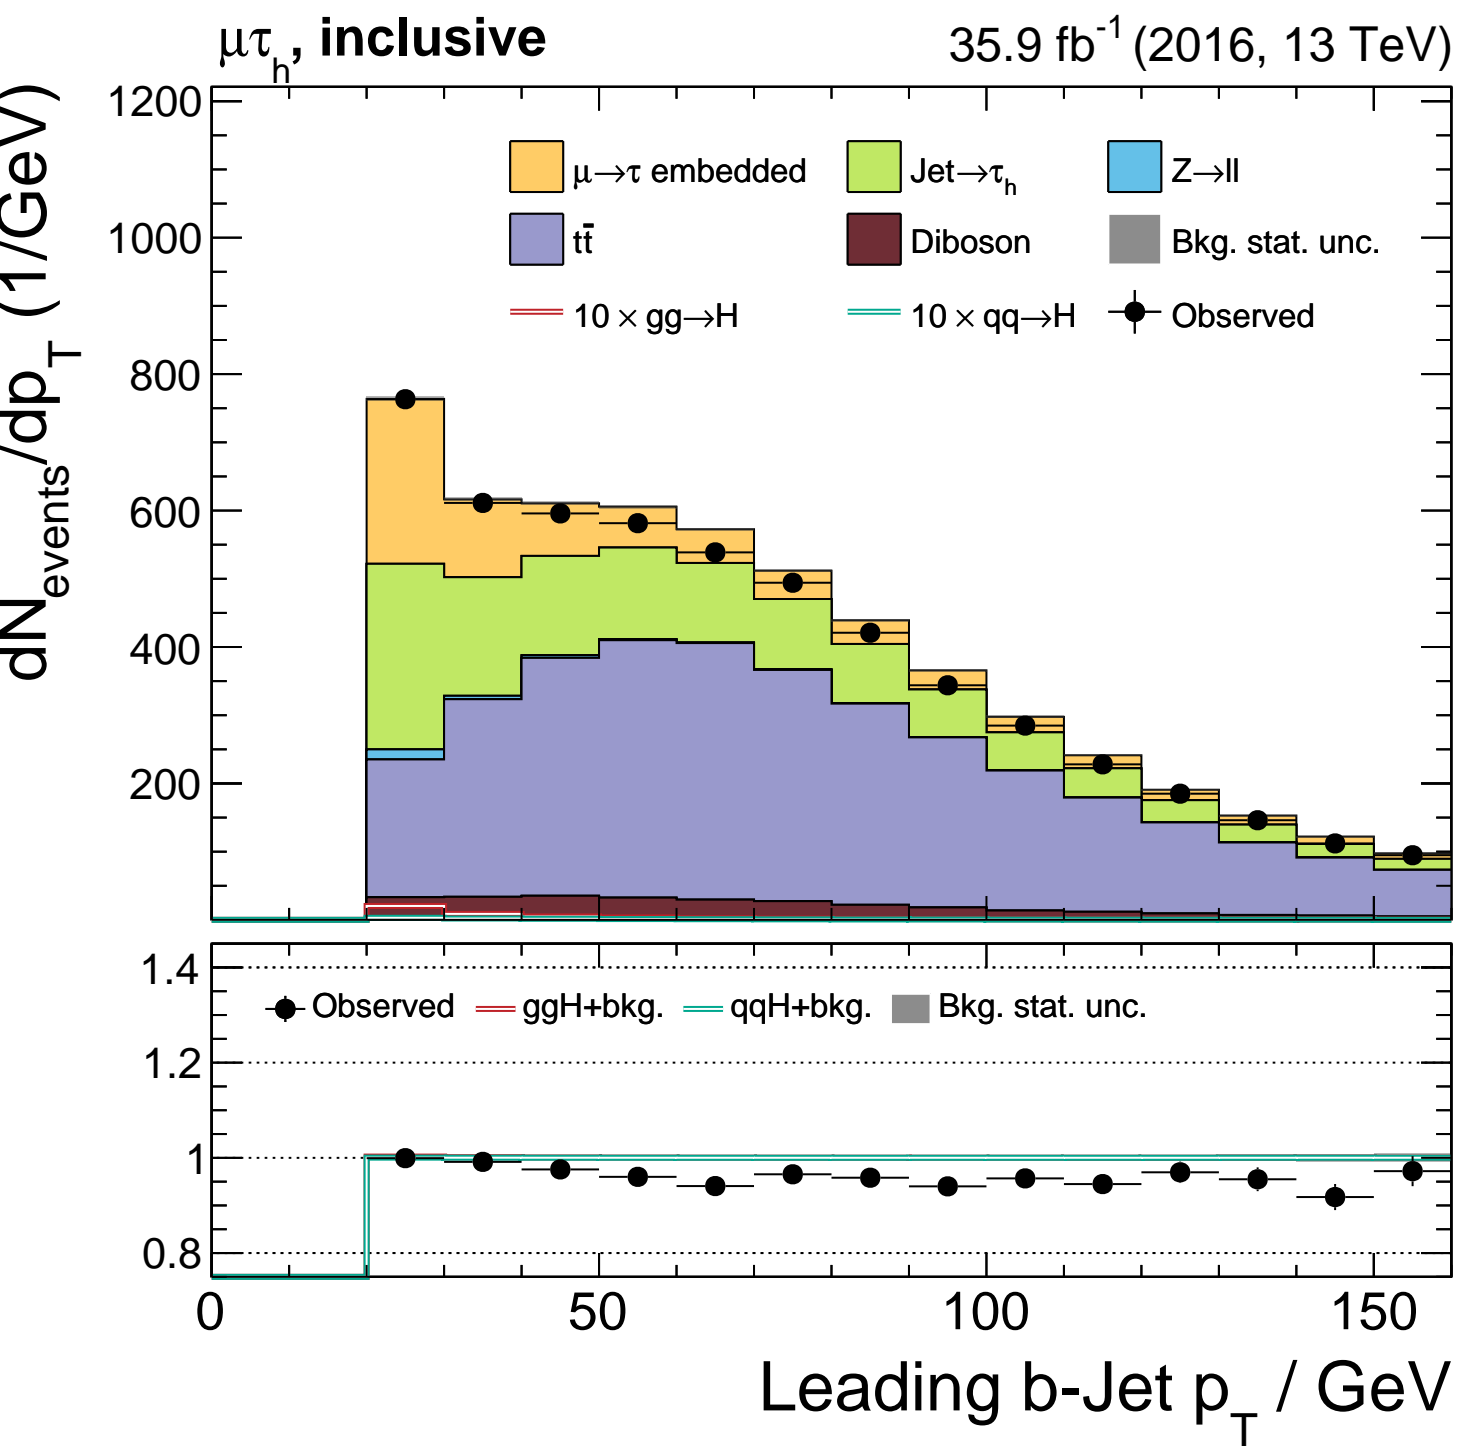 μτh, inclusive
35.9 fb-1 (2016, 13 TeV)
dNevents/dpT (1/GeV)
1200
1000
800
600
400
200
μ→τ embedded
Jet→τh
Z→ll
tt̄
Diboson
Bkg. stat. unc.
10 × gg→H
10 × qq→H
Observed
1.4
1.2
1
0.8
Observed
ggH+bkg.
qqH+bkg.
Bkg. stat. unc.
0
50
100
150
Leading b-Jet pT / GeV